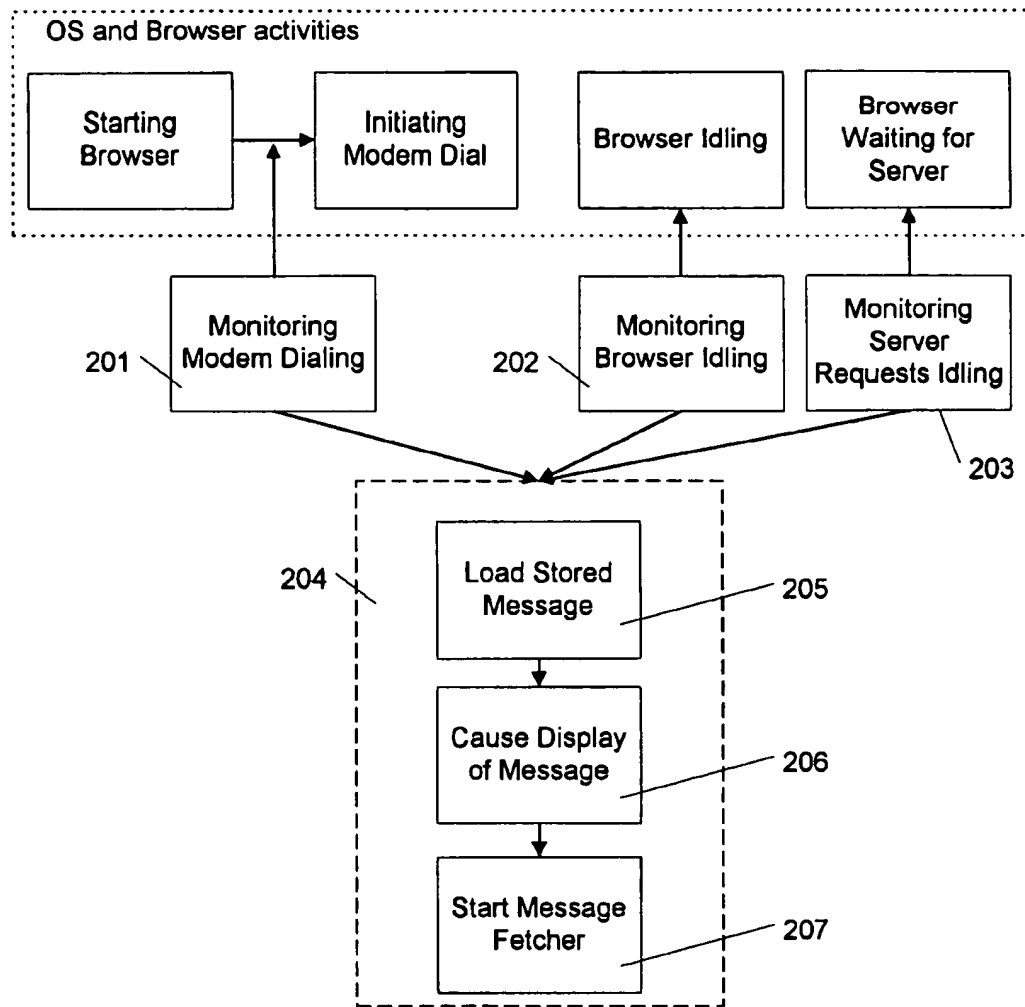 OS and Browser activities
Starting
Browser
Initiating
Modem Dial
Browser Idling
Browser
Waiting for
Server
Monitoring
Modem Dialing
Monitoring
Browser Idling
Monitoring
Server
Requests Idling
201
202
203
204
Load Stored
Message
205
Cause Display
of Message
206
Start Message
Fetcher
207